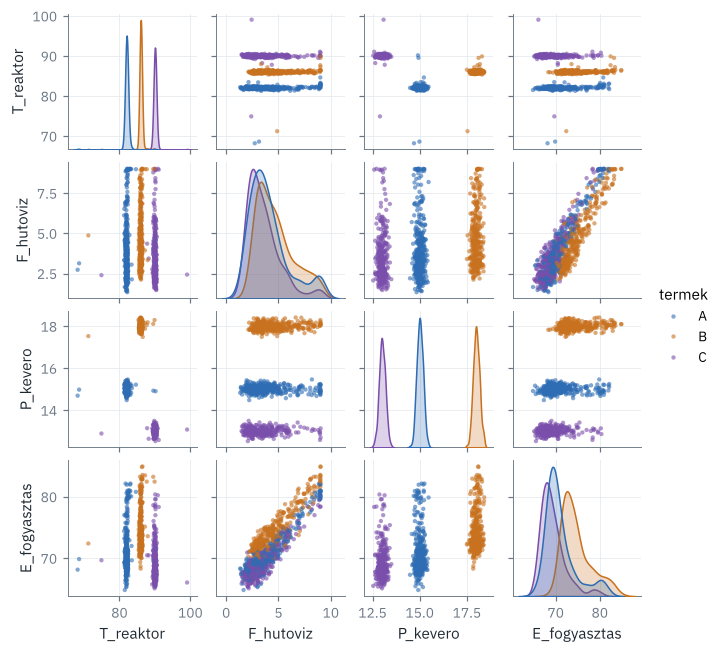 100
90
80
70
T_reaktor
7.5
5.0
2.5
F_hutoviz
18
16
14
P_kevero
80
70
E_fogyasztas
80 100
0 5 10
12.5 15.0 17.5
70 80
T_reaktor
F_hutoviz
P_kevero
E_fogyasztas
termek
A
B
C